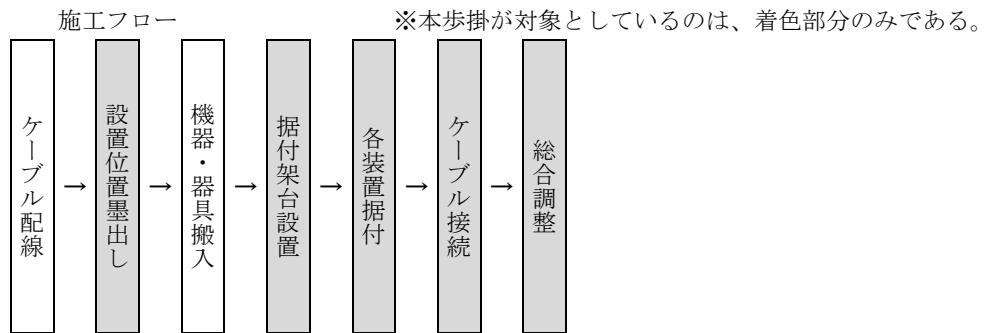 施工フロー
※本歩掛が対象としているのは、着色部分のみである。
ケーブル配線
→
設置位置墨出し
→
機器・器具搬入
→
据付架台設置
→
各装置据付
→
ケーブル接続
→
総合調整